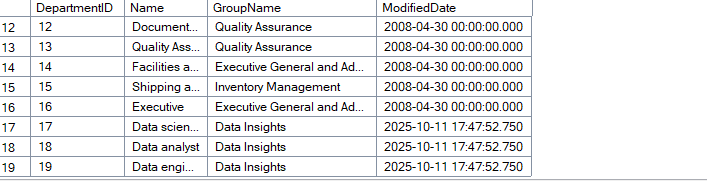 DepartmentID Name GroupName ModifiedDate
12 12 Document... Quality Assurance 2008-04-30 00:00:00.000
13 13 Quality Ass... Quality Assurance 2008-04-30 00:00:00.000
14 14 Facilities a... Executive General and Ad... 2008-04-30 00:00:00.000
15 15 Shipping a... Inventory Management 2008-04-30 00:00:00.000
16 16 Executive Executive General and Ad... 2008-04-30 00:00:00.000
17 17 Data scien... Data Insights 2025-10-11 17:47:52.750
18 18 Data analyst Data Insights 2025-10-11 17:47:52.750
19 19 Data engi... Data Insights 2025-10-11 17:47:52.750